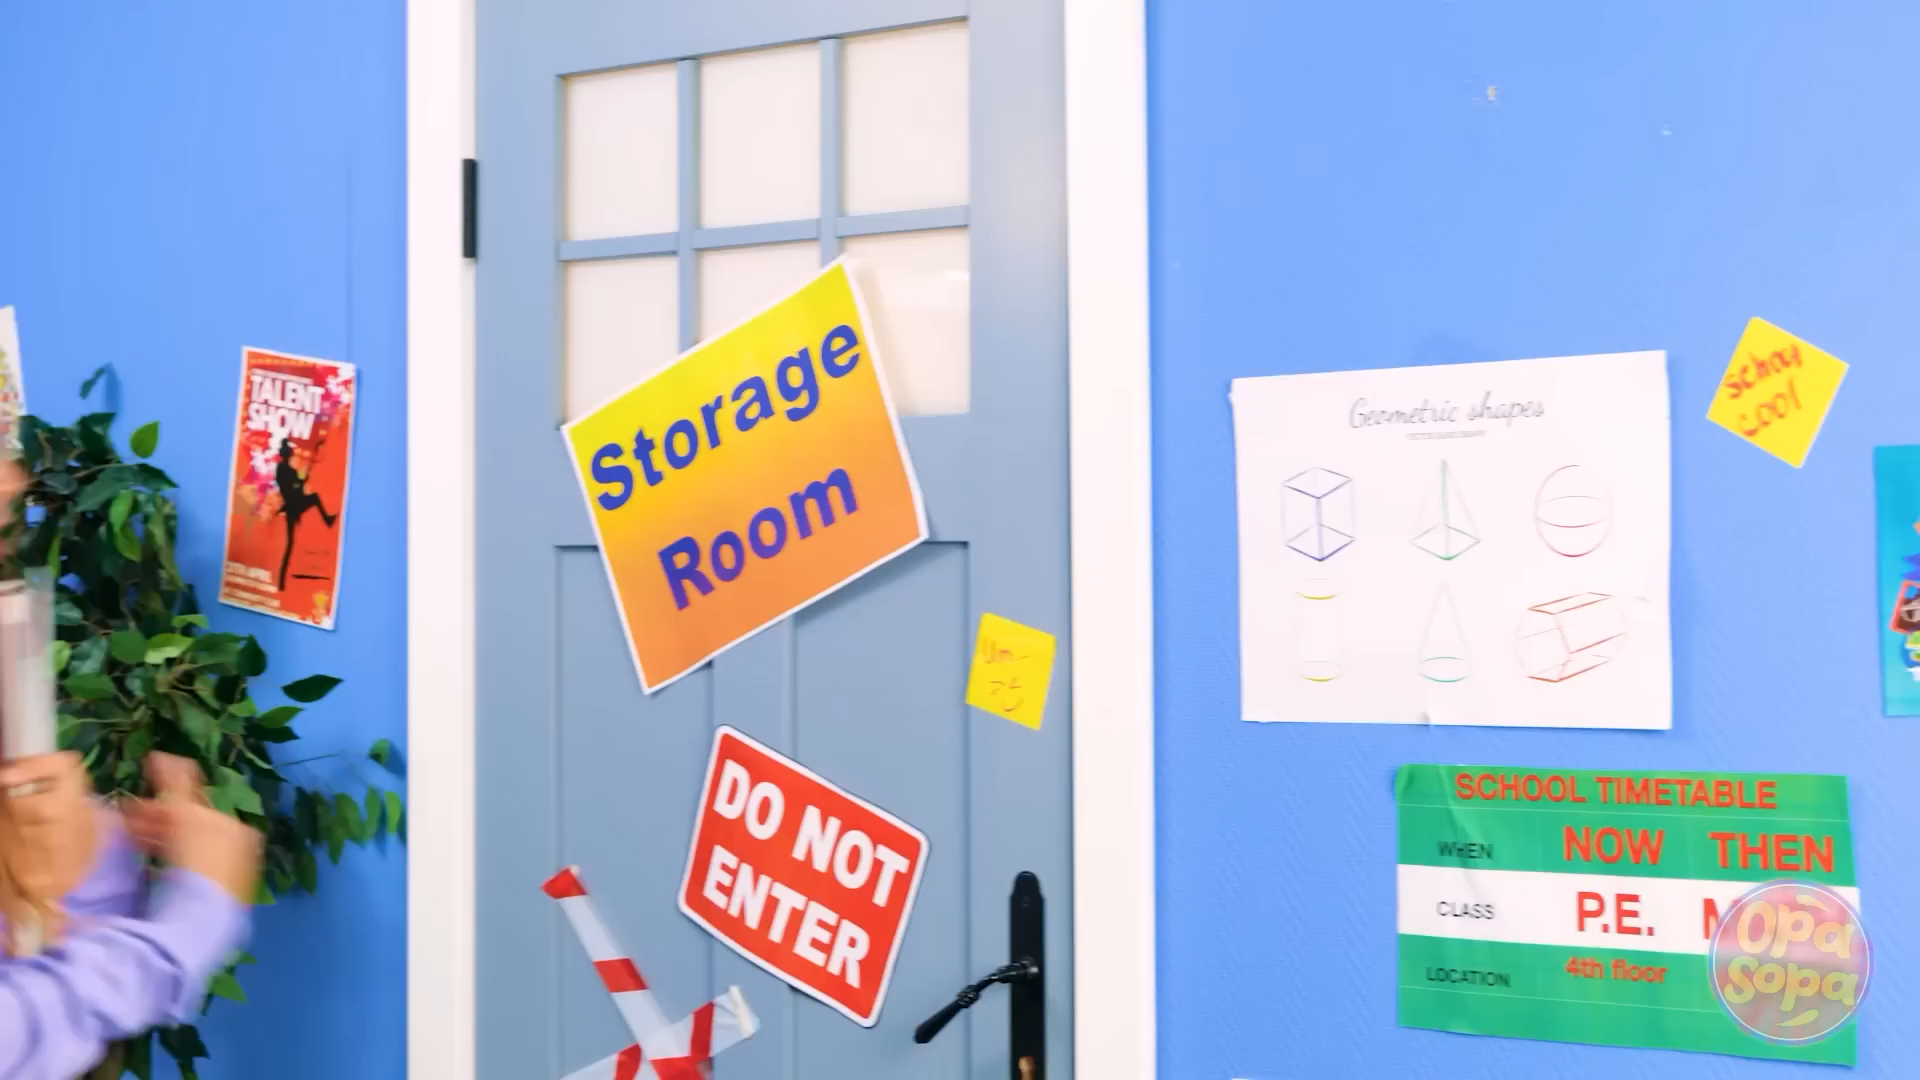 TALENT
SHOW
Storage
Room
DO NOT
ENTER
Geometric shapes
School
Cool
SCHOOL TIMETABLE
WHEN NOW THEN
CLASS P.E.
LOCATION 4th floor
Opa
Sopa